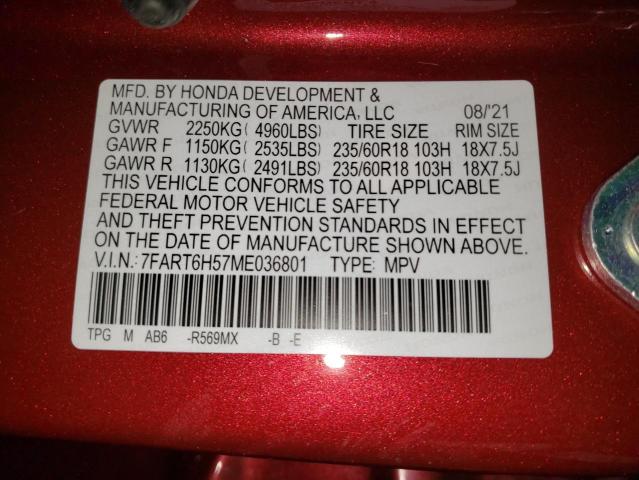 MFD. BY HONDA DEVELOPMENT &
MANUFACTURING OF AMERICA, LLC 08/'21
GVWR 2250KG (4960LBS) TIRE SIZE RIM SIZE
GAWR F 1150KG (2535LBS) 235/60R18 103H 18X7.5J
GAWR R 1130KG (2491LBS) 235/60R18 103H 18X7.5J
THIS VEHICLE CONFORMS TO ALL APPLICABLE
FEDERAL MOTOR VEHICLE SAFETY
AND THEFT PREVENTION STANDARDS IN EFFECT
ON THE DATE OF MANUFACTURE SHOWN ABOVE.
V.I.N.:7FART6H57ME036801 TYPE: MPV
TPG M AB6 -R569MX -B -E